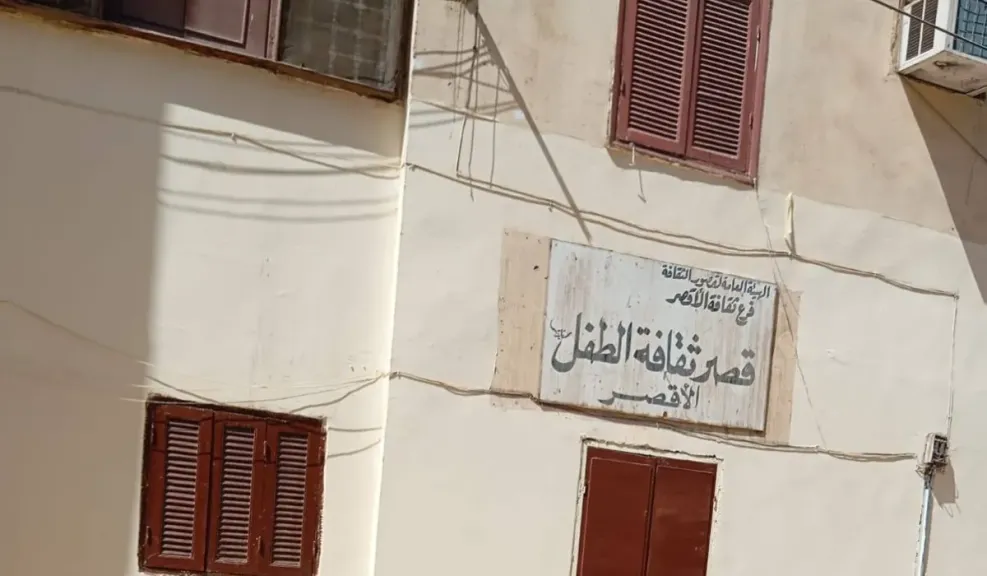 الهيئة العامة لقصور الثقافة
فرع ثقافة الأقصر
قصر ثقافة الطفل
الأقصر